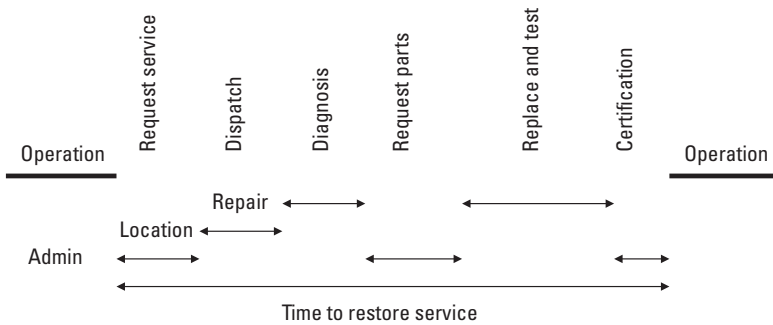 Request service
Dispatch
Diagnosis
Request parts
Replace and test
Certification
Operation
Operation
Repair
Location
Admin
Time to restore service